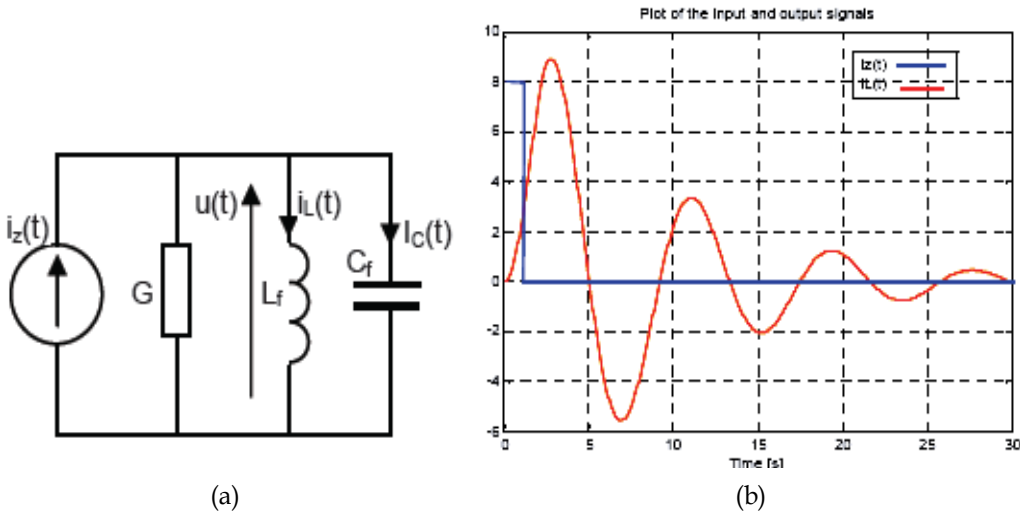 Plot of the input and output signals
Iz(t)
iL(t)
10
8
6
4
2
0
-2
-4
-6
0
5
10
15
20
25
30
Time [s]
iz(t)
G
u(t)
iL(t)
Lf
IC(t)
Cf
(a)
(b)